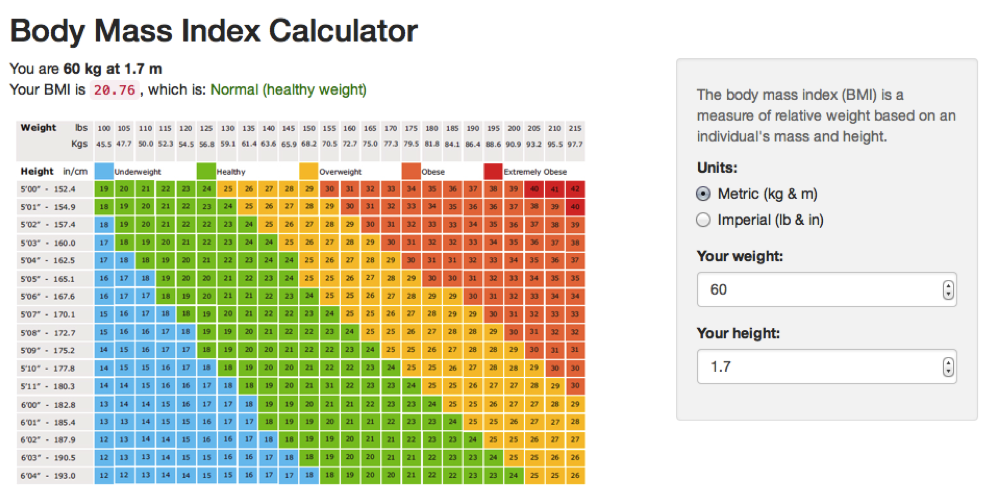 Body Mass Index Calculator
You are 60 kg at 1.7 m
Your BMI is 20.76 , which is: Normal (healthy weight)
Weight lbs 100 105 110 115 120 125 130 135 140 145 150 155 160 165 170 175 180 185 190 195 200 205 210 215
Kgs 45.5 47.7 50.0 52.3 54.5 56.8 59.1 61.4 63.6 65.9 68.2 70.5 72.7 75.0 77.3 79.5 81.8 84.1 86.4 88.6 90.9 93.2 95.5 97.7
Height in/cm Underweight Healthy Overweight Obese Extremely Obese
5'00" - 152.4 19 20 21 22 23 24 25 26 27 28 29 30 31 32 33 34 35 36 37 38 39 40 41 42
5'01" - 154.9 18 19 20 21 22 23 24 25 26 27 28 29 30 31 32 33 34 35 36 36 37 38 39 40
5'02" - 157.4 18 19 20 21 22 22 23 24 25 26 27 28 29 30 31 32 33 33 34 35 36 37 38 39
5'03" - 160.0 17 18 19 20 21 22 23 24 24 25 26 27 28 29 30 31 32 32 33 34 35 36 37 38
5'04" - 162.5 17 18 18 19 20 21 22 23 24 24 25 26 27 28 29 30 31 31 32 33 34 35 36 37
5'05" - 165.1 16 17 18 19 20 20 21 22 23 24 25 25 26 27 28 29 30 30 31 32 33 34 35 35
5'06" - 167.6 16 17 17 18 19 20 21 21 22 23 24 25 25 26 27 28 29 29 30 31 32 33 34 34
5'07" - 170.1 15 16 17 18 18 19 20 21 22 22 23 24 25 25 26 27 28 29 29 30 31 32 33 33
5'08" - 172.7 15 16 16 17 18 19 19 20 21 22 22 23 24 25 25 26 27 28 28 29 30 31 32 32
5'09" - 175.2 14 15 16 17 17 18 19 20 20 21 22 22 23 24 25 25 26 27 28 28 29 30 31 31
5'10" - 177.8 14 15 15 16 17 18 18 19 20 20 21 22 23 23 24 25 25 26 27 28 28 29 30 30
5'11" - 180.3 14 14 15 16 16 17 18 18 19 20 21 31 22 22 23 24 25 25 26 27 28 28 29 30
6'00" - 182.8 13 14 14 15 16 17 17 18 19 19 20 21 21 22 23 23 24 25 25 26 27 27 28 29
6'01" - 185.4 13 13 14 15 15 16 17 17 18 19 19 20 21 21 22 23 23 24 25 25 26 27 27 28
6'02" - 187.9 12 13 14 14 15 16 16 17 18 18 19 19 20 21 21 22 23 23 24 25 25 26 27 27
6'03" - 190.5 12 13 13 14 15 15 16 16 17 18 18 19 20 20 21 21 22 23 23 24 25 25 26 26
6'04" - 193.0 12 12 13 14 14 15 15 16 17 17 18 18 19 20 20 21 22 22 23 23 24 25 25 26
The body mass index (BMI) is a
measure of relative weight based on an
individual's mass and height.
Units:
Metric (kg & m)
Imperial (lb & in)
Your weight:
60
Your height:
1.7